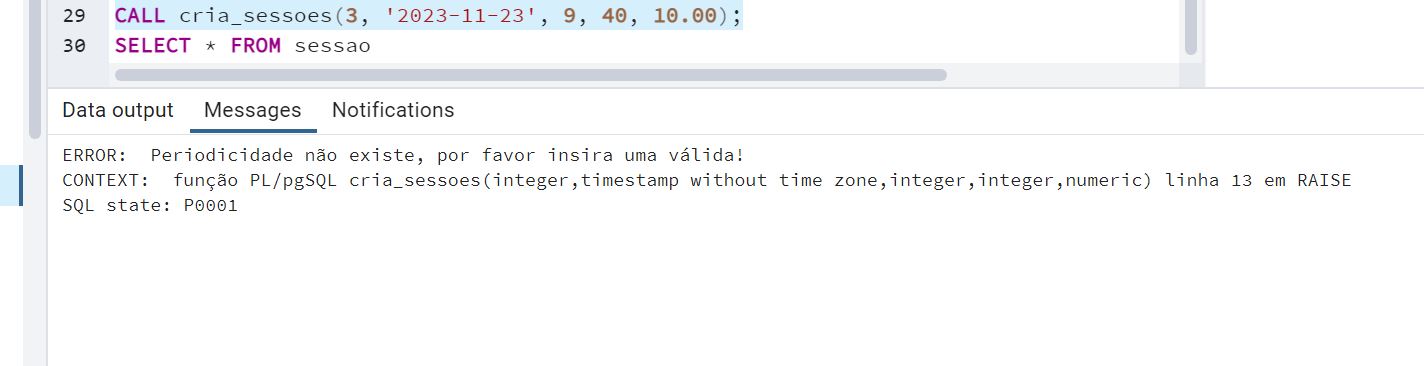 29 CALL cria_sessoes(3, '2023-11-23', 9, 40, 10.00);
30 SELECT * FROM sessao
Data output Messages Notifications
ERROR:  Periodicidade não existe, por favor insira uma válida!
CONTEXT:  função PL/pgSQL cria_sessoes(integer,timestamp without time zone,integer,integer,numeric) linha 13 em RAISE
SQL state: P0001